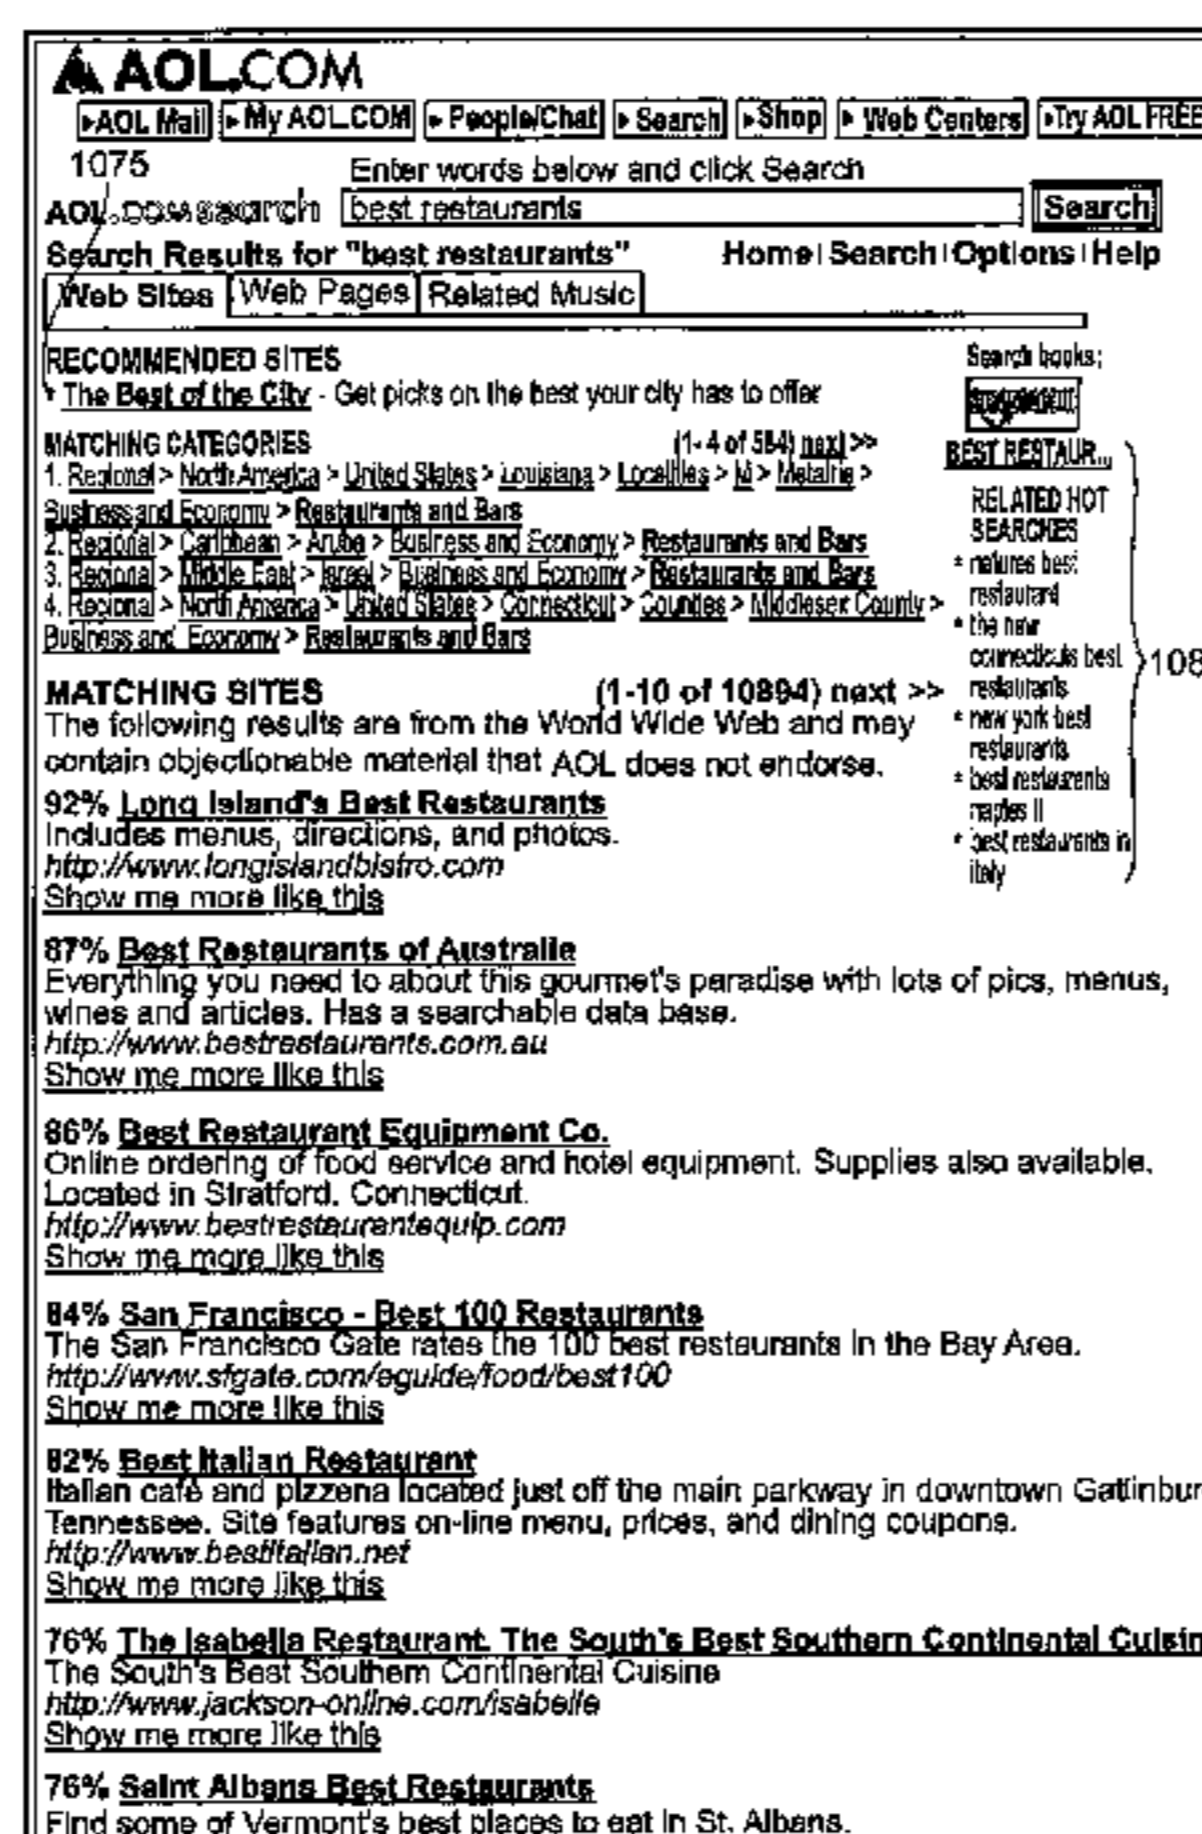 AOL.COM
AOL Mail My AOL.COM People/Chat Search Shop Web Centers Try AOL FREE
1075 Enter words below and click Search
AOL.COM search best restaurants Search
Search Results for "best restaurants" Home Search Options Help
Web Sites Web Pages Related Music
RECOMMENDED SITES
The Best of the City - Get picks on the best your city has to offer
MATCHING CATEGORIES (1-4 of 584) next >>
1. Regional > North America > United States > Louisiana > Localities > M > Metairie >
Business and Economy > Restaurants and Bars
2. Regional > Caribbean > Aruba > Business and Economy > Restaurants and Bars
3. Regional > Middle East > Israel > Business and Economy > Restaurants and Bars
4. Regional > North America > United States > Connecticut > Counties > Middlesex County >
Business and Economy > Restaurants and Bars
MATCHING SITES (1-10 of 10894) next >>
The following results are from the World Wide Web and may
contain objectionable material that AOL does not endorse.
92% Long Island's Best Restaurants
Includes menus, directions, and photos.
http://www.longislandbistro.com
Show me more like this
Search books:
BEST RESTAUR...
RELATED HOT
SEARCHES
* natures best
restaurant
* the new
connecticuts best
restaurants
* new york best
restaurants
* best restaurants
naples
* best restaurants in
italy
108
87% Best Restaurants of Australia
Everything you need to about this gourmet's paradise with lots of pics, menus,
wines and articles. Has a searchable data base.
http://www.bestrestaurants.com.au
Show me more like this
86% Best Restaurant Equipment Co.
Online ordering of food service and hotel equipment. Supplies also available.
Located in Stratford. Connecticut.
http://www.bestrestaurantequip.com
Show me more like this
84% San Francisco - Best 100 Restaurants
The San Francisco Gate rates the 100 best restaurants in the Bay Area.
http://www.sfgate.com/eguide/food/best100
Show me more like this
82% Best Italian Restaurant
Italian café and pizzeria located just off the main parkway in downtown Gatlinbur
Tennessee. Site features on-line menu, prices, and dining coupons.
http://www.bestitalian.net
Show me more like this
76% The Isabella Restaurant. The South's Best Southern Continental Cuisin
The South's Best Southern Continental Cuisine
http://www.jackson-online.com/isabella
Show me more like this
76% Saint Albans Best Restaurants
Find some of Vermont's best places to eat in St. Albans.